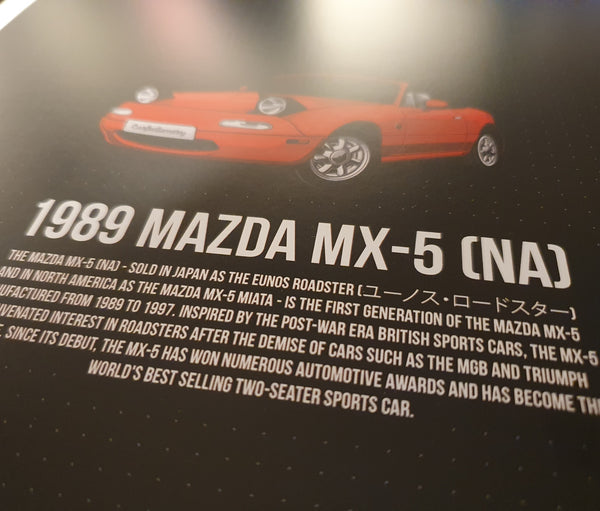 1989 MAZDA MX-5 (NA)
THE MAZDA MX-5 (NA) - SOLD IN JAPAN AS THE EUNOS ROADSTER (ユーノス・ロードスター)
AND IN NORTH AMERICA AS THE MAZDA MX-5 MIATA - IS THE FIRST GENERATION OF THE MAZDA MX-5
FROM 1989 TO 1997. INSPIRED BY THE POST-WAR ERA BRITISH SPORTS CARS, THE MX-5
INTEREST IN ROADSTERS AFTER THE DEMISE OF CARS SUCH AS THE MGB AND TRIUMPH
SINCE ITS DEBUT, THE MX-5 HAS WON NUMEROUS AUTOMOTIVE AWARDS AND HAS BECOME THE
WORLD'S BEST SELLING TWO-SEATER SPORTS CAR.